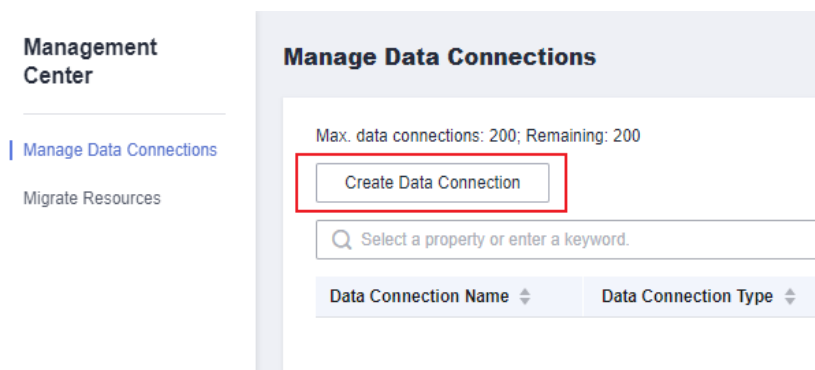 Management
Center
Manage Data Connections
Migrate Resources
Manage Data Connections
Max. data connections: 200; Remaining: 200
Create Data Connection
Select a property or enter a keyword.
Data Connection Name
Data Connection Type